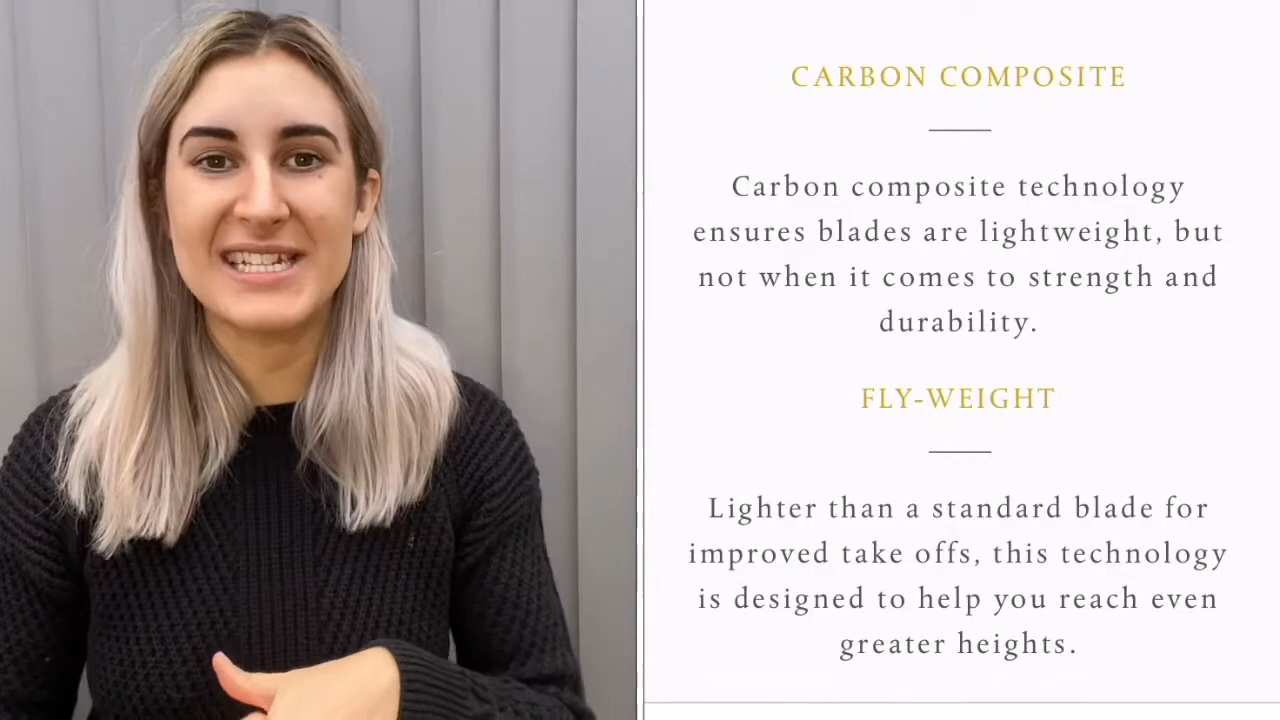 CARBON COMPOSITE
Carbon composite technology
ensures blades are lightweight, but
not when it comes to strength and
durability.
FLY-WEIGHT
Lighter than a standard blade for
improved take offs, this technology
is designed to help you reach even
greater heights.